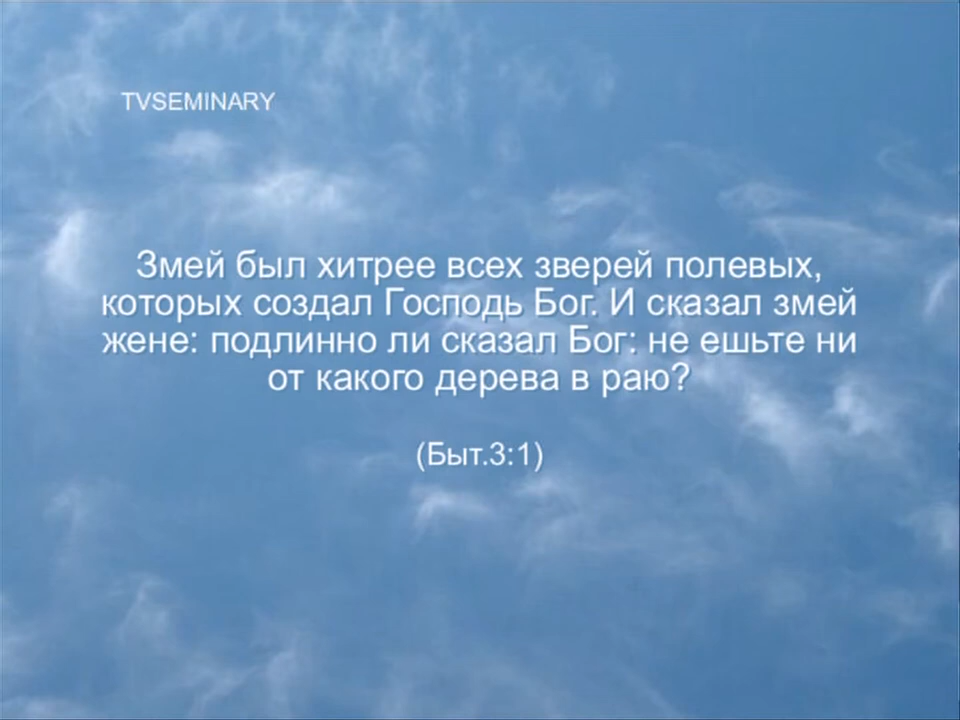 TVSEMINARY
Змей был хитрее всех зверей полевых,
которых создал Господь Бог. И сказал змей
жене: подлинно ли сказал Бог: не ешьте ни
от какого дерева в раю?
(Быт.3:1)